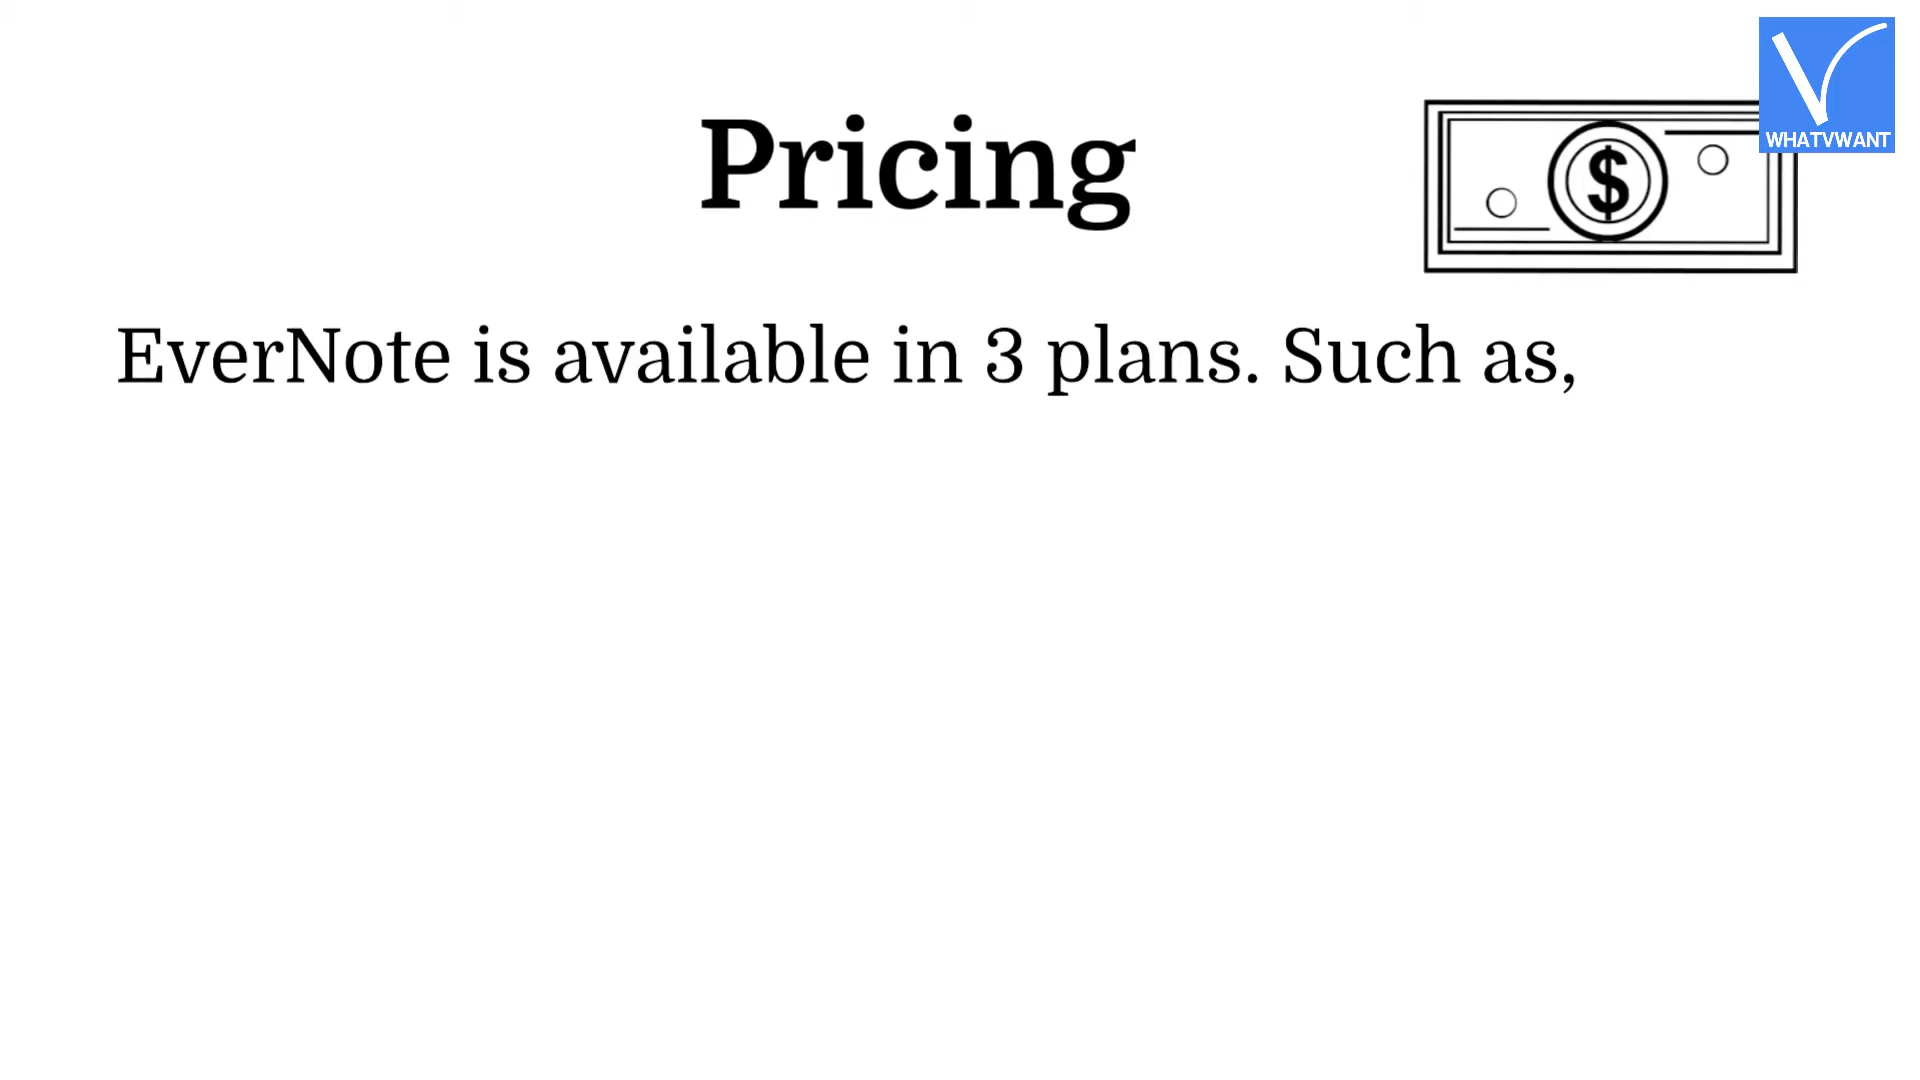 WHATVWANT
Pricing
$
EverNote is available in 3 plans. Such as,